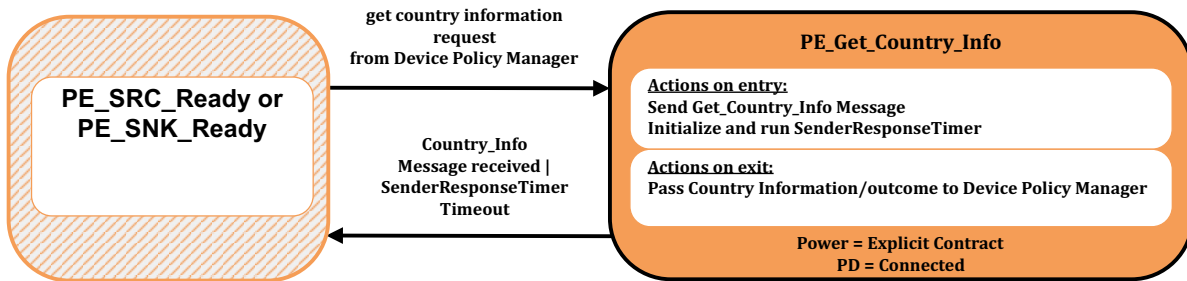 PE_SRC_Ready or
PE_SNK_Ready
get country information
request
from Device Policy Manager
Country_Info
Message received |
SenderResponseTimer
Timeout
PE_Get_Country_Info
Actions on entry:
Send Get_Country_Info Message
Initialize and run SenderResponseTimer
Actions on exit:
Pass Country Information/outcome to Device Policy Manager
Power = Explicit Contract
PD = Connected